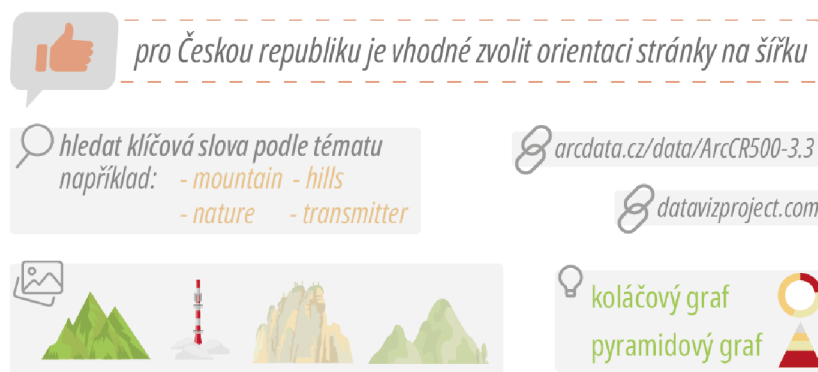 pro Českou republiku je vhodné zvolit orientaci stránky na šířku
hledat klíčová slova podle tématu
například: - mountain - hills
- nature - transmitter
arcdata.cz/data/ArcCR500-3.3
datavizproject.com
koláčový graf
pyramidový graf